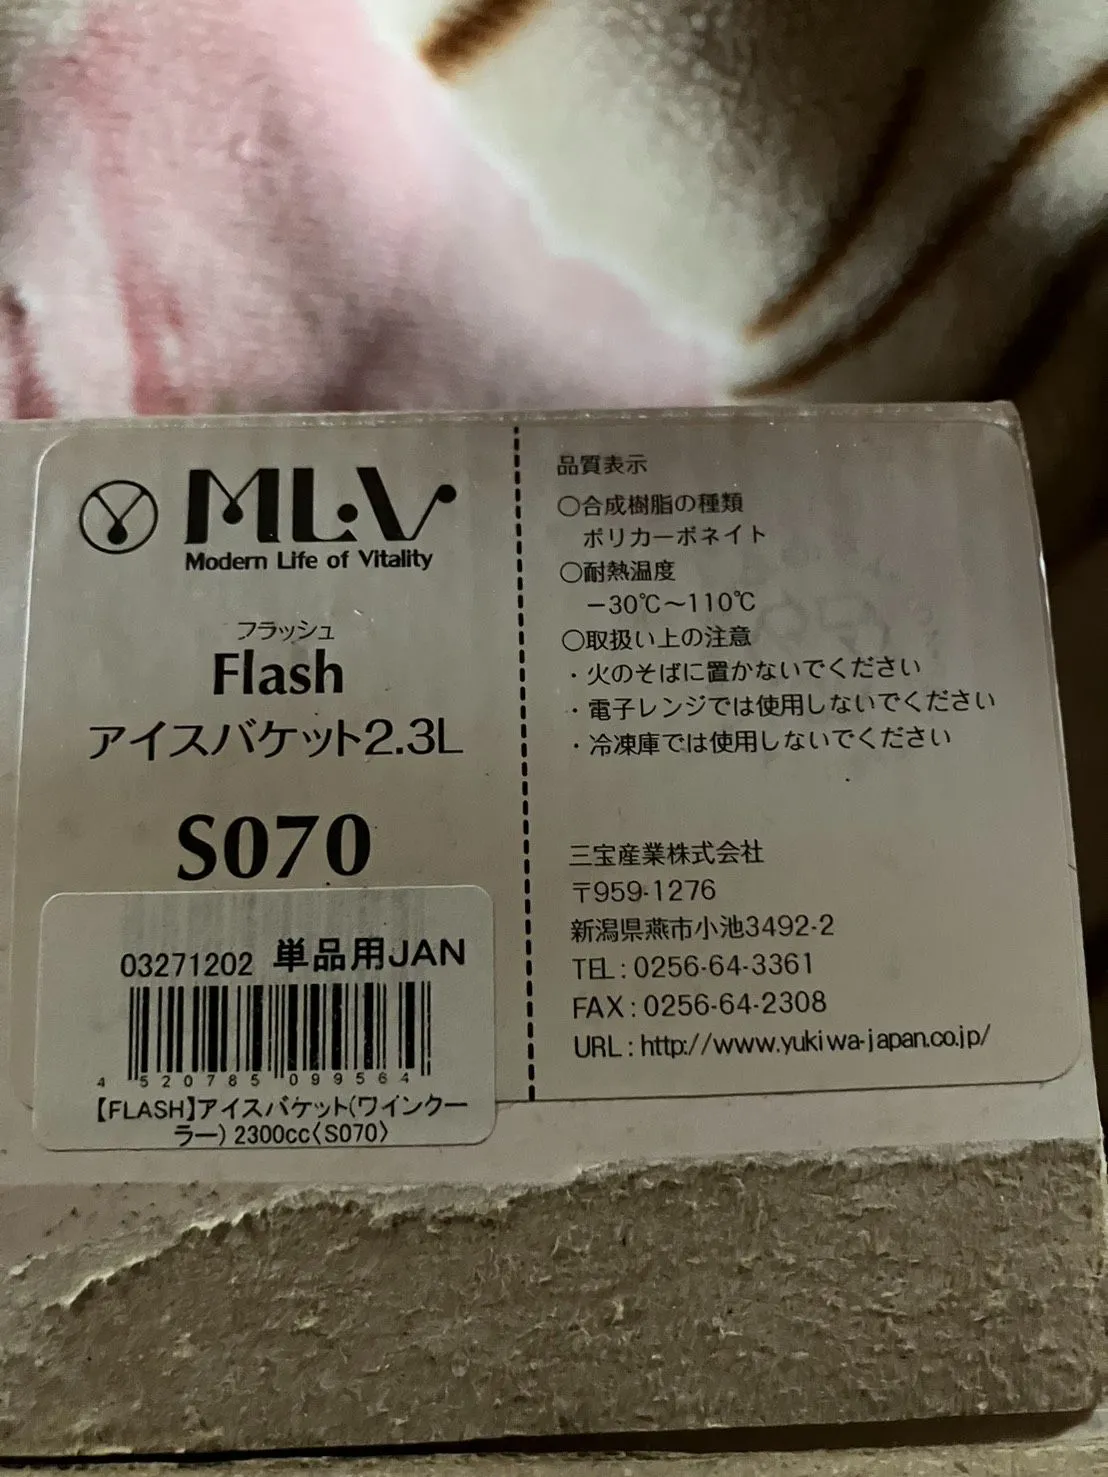 MLV
Modern Life of Vitality
フラッシュ
Flash
アイスバケット2.3L
S070
03271202 単品用JAN
4 520785 099564
【FLASH】アイスバケット(ワインクー
ラー) 2300cc〈S070〉
品質表示
○合成樹脂の種類
ポリカーボネイト
○耐熱温度
−30℃～110℃
○取扱い上の注意
・火のそばに置かないでください
・電子レンジでは使用しないでください
・冷凍庫では使用しないでください
三宝産業株式会社
〒959-1276
新潟県燕市小池3492-2
TEL : 0256-64-3361
FAX : 0256-64-2308
URL : http://www.yukiwa-japan.co.jp/